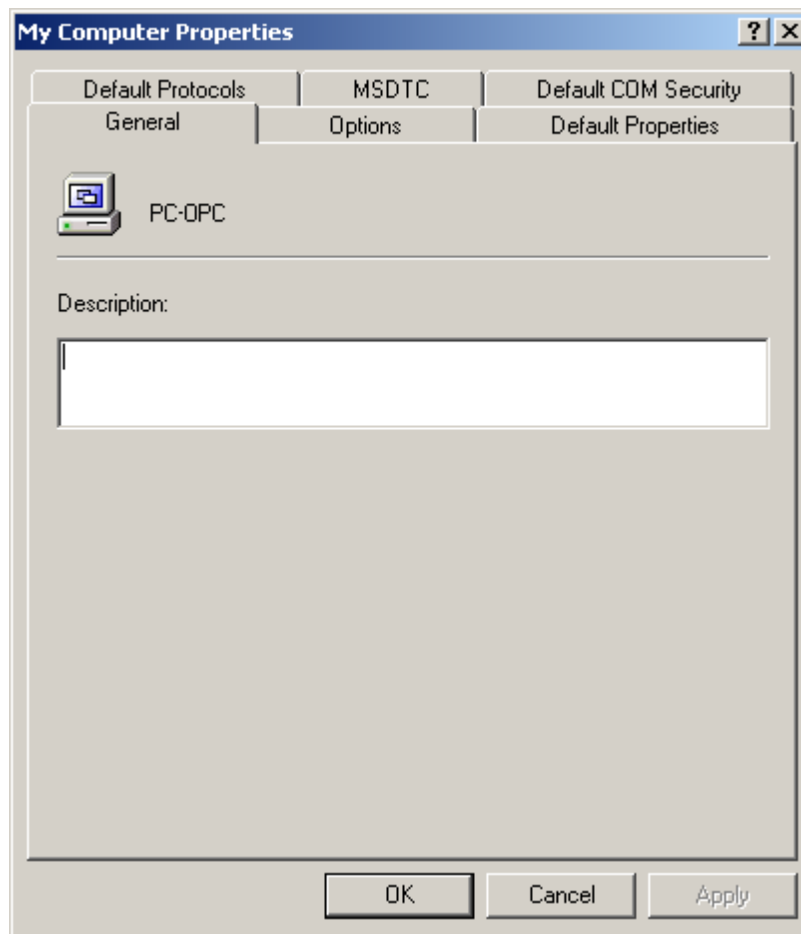 My Computer Properties
Default Protocols MSDTC Default COM Security
General Options Default Properties
PC-OPC
Description:
OK Cancel Apply